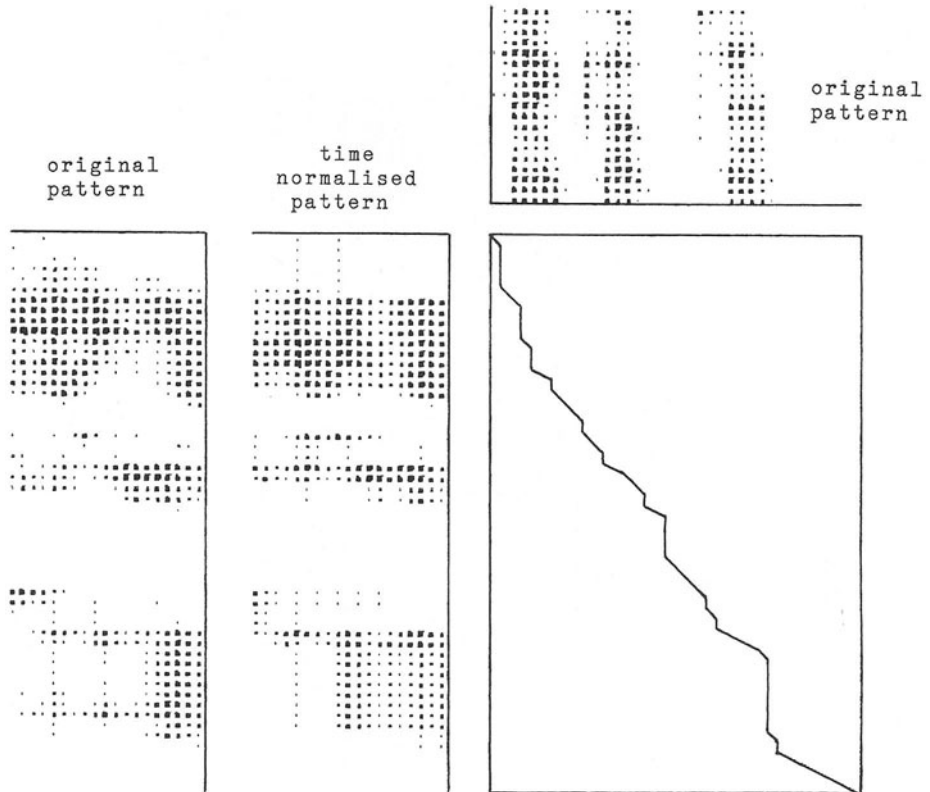 original
pattern
original
pattern
time
normalised
pattern